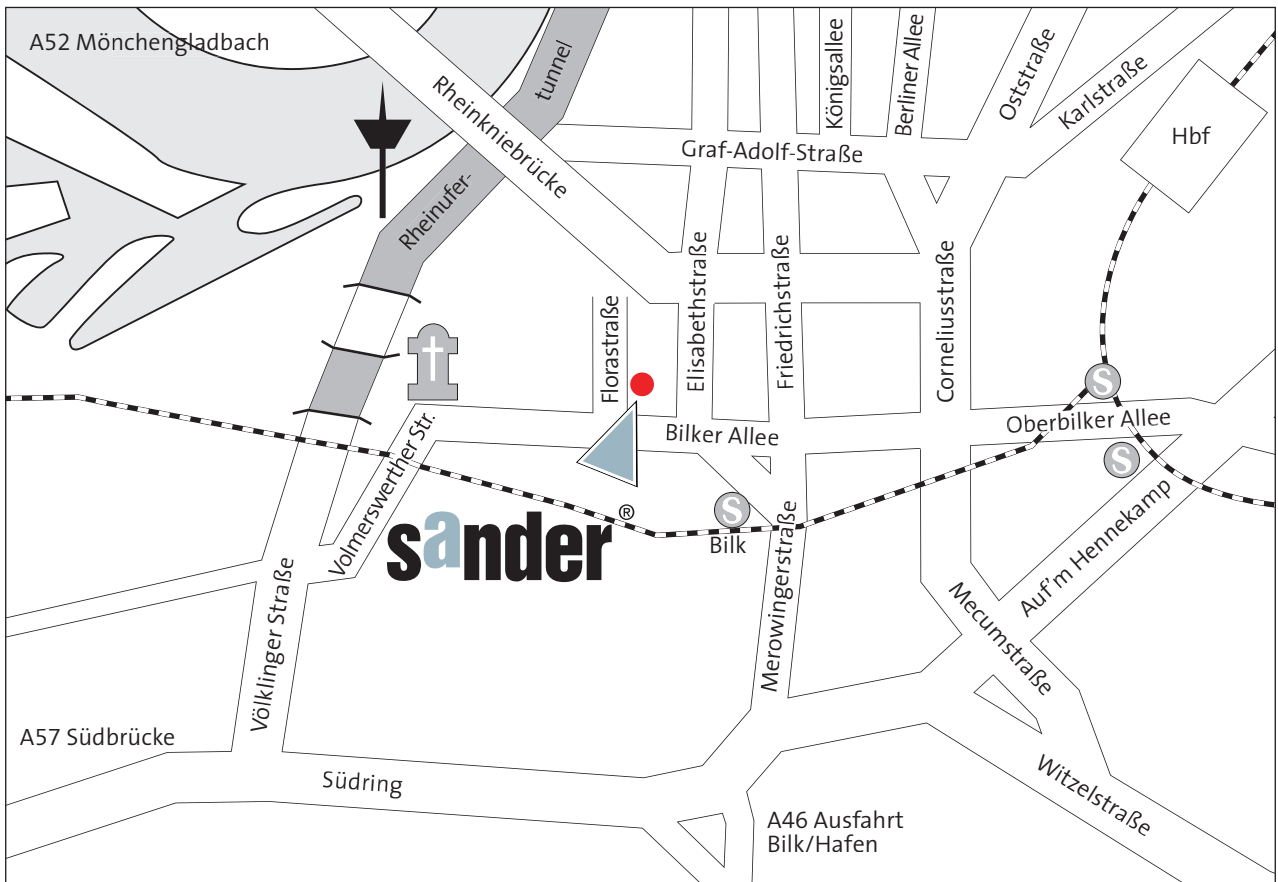 A52 Mönchengladbach
Rheinkniebrücke
tunnel
Rheinufer-
Königsallee
Berliner Allee
Oststraße
Karlstraße
Hbf
Graf-Adolf-Straße
Florastraße
Elisabethstraße
Friedrichstraße
Corneliusstraße
S
Oberbilker Allee
Bilker Allee
S
Volmerswerther Str.
sander®
S
Bilk
Auf'm Hennekamp
Merowingerstraße
Mecumstraße
Völklinger Straße
A57 Südbrücke
Südring
Witzelstraße
A46 Ausfahrt
Bilk/Hafen